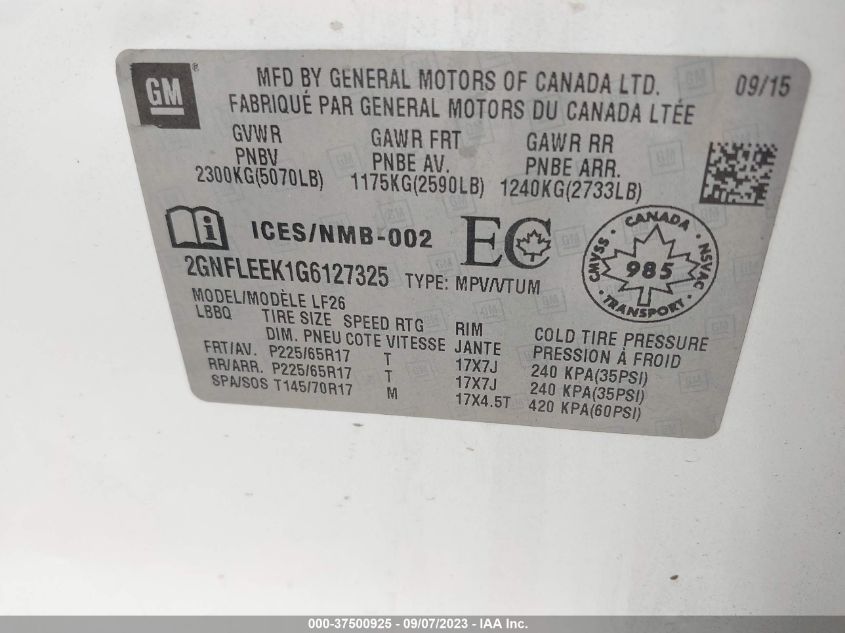 GM ®
MFD BY GENERAL MOTORS OF CANADA LTD. 09/15
FABRIQUÉ PAR GENERAL MOTORS DU CANADA LTÉE
GVWR GAWR FRT GAWR RR
PNBV PNBE AV. PNBE ARR.
2300KG(5070LB) 1175KG(2590LB) 1240KG(2733LB)
i ICES/NMB-002 EC
CANADA
CMVSS 985 NSVAC
TRANSPORT
2GNFLEEK1G6127325 TYPE: MPV/VTUM
MODEL/MODÈLE LF26
LBBQ TIRE SIZE SPEED RTG RIM COLD TIRE PRESSURE
DIM. PNEU COTE VITESSE JANTE PRESSION À FROID
FRT/AV. P225/65R17 T 17X7J 240 KPA(35PSI)
RR/ARR. P225/65R17 T 17X7J 240 KPA(35PSI)
SPA/SOS T145/70R17 M 17X4.5T 420 KPA(60PSI)
000-37500925 - 09/07/2023 - IAA Inc.